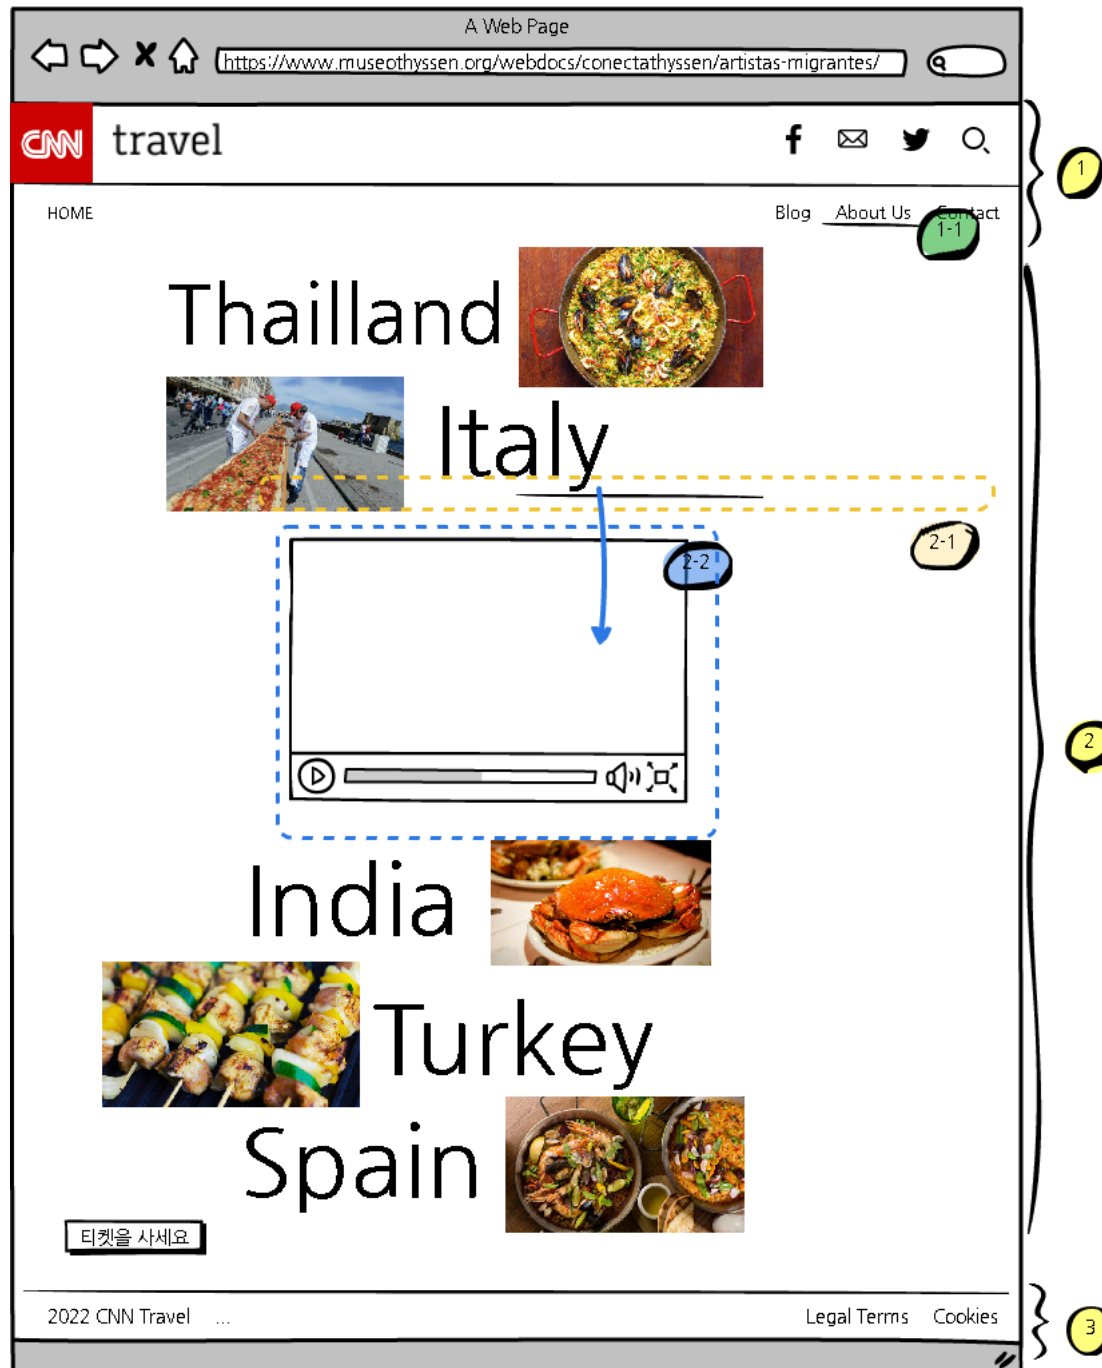 A Web Page
https://www.museothyssen.org/webdocs/conectathyssen/artistas-migrantes/
CNN travel
1
HOME Blog About Us Contact
1-1
Thailland
Italy
2-1
2-2
2
India
Turkey
Spain
티켓을 사세요
2022 CNN Travel ... Legal Terms Cookies
3